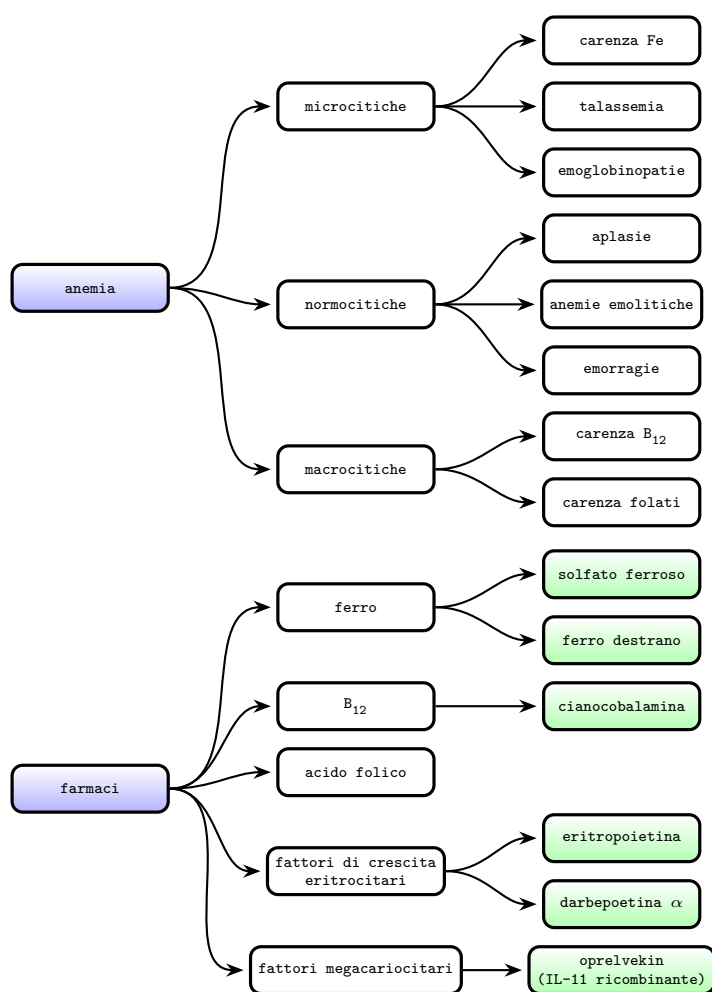 anemia
microcitiche
carenza Fe
talassemia
emoglobinopatie
normocitiche
aplasie
anemie emolitiche
emorragie
macrocitiche
carenza B₁₂
carenza folati
farmaci
ferro
solfato ferroso
ferro destrano
B₁₂
cianocobalamina
acido folico
fattori di crescita
eritrocitari
eritropoietina
darbepoetina α
fattori megacariocitari
oprelvekin
(IL-11 ricombinante)